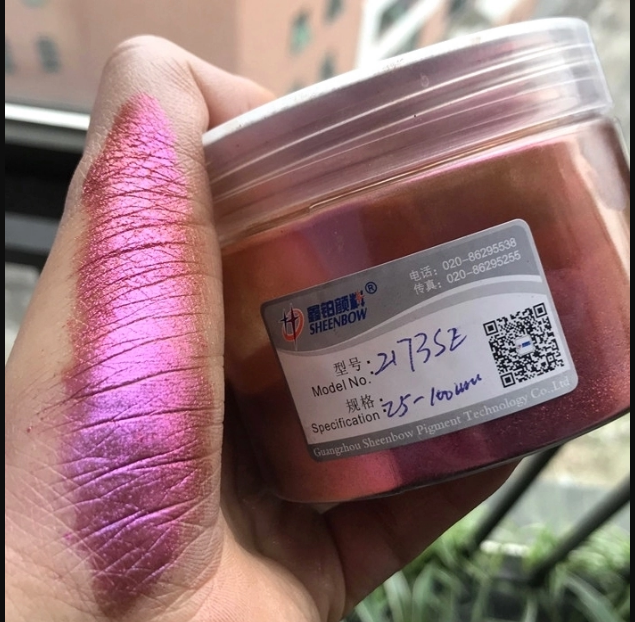 电话：020-86295538
传真：020-86295255
鑫铂颜料®
SHEENBOW
型号：
Model No.: 2173SE
规格：
Specification: 25-100um
Guangzhou Sheenbow Pigment Technology Co.,Ltd